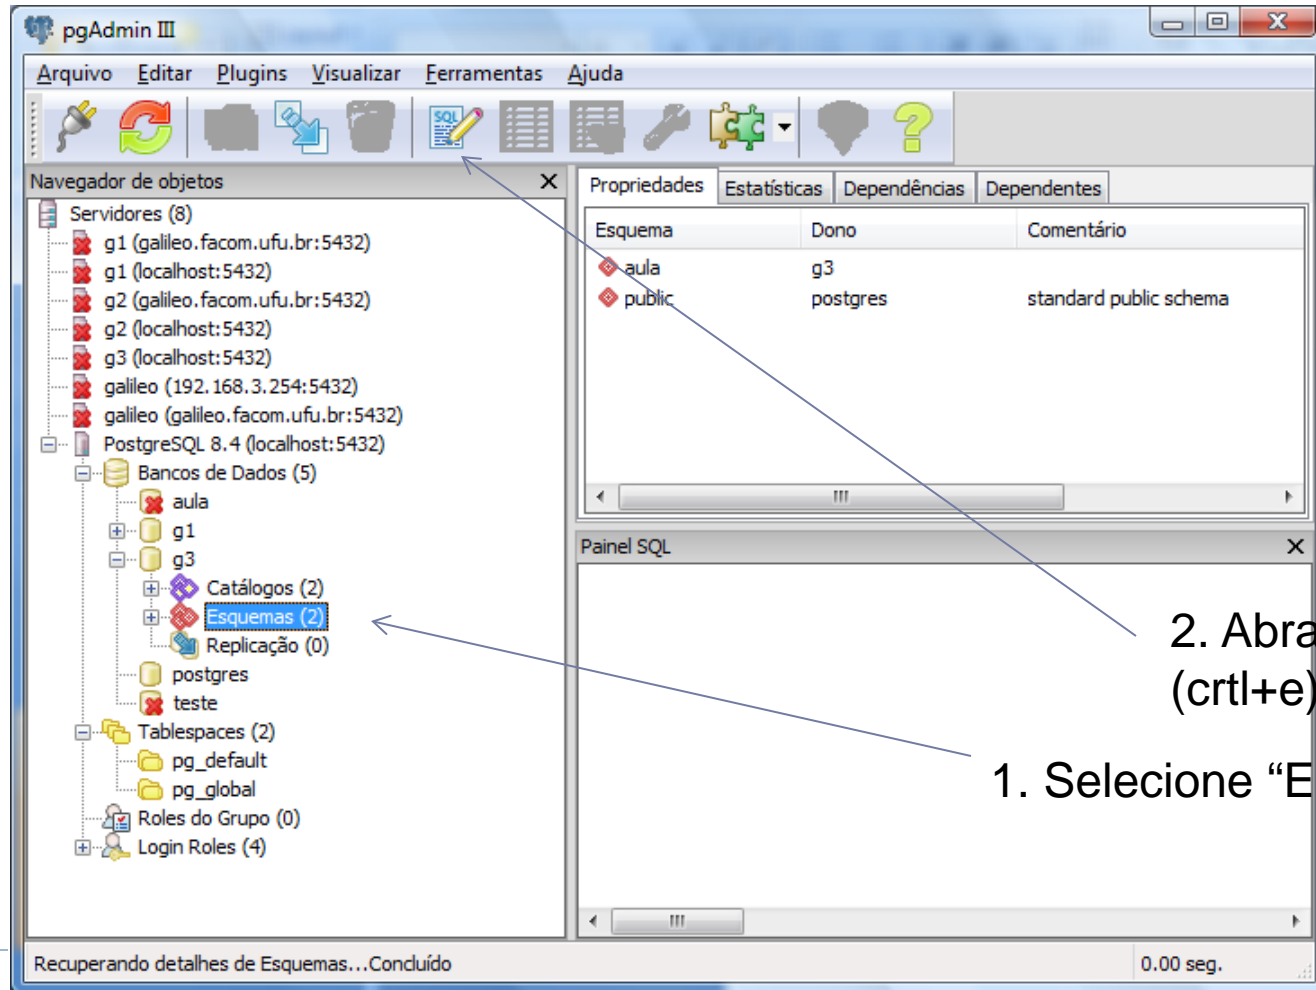 pgAdmin III
Arquivo Editar Plugins Visualizar Ferramentas Ajuda
SQL
Navegador de objetos
Servidores (8)
g1 (galileo.facom.ufu.br:5432)
g1 (localhost:5432)
g2 (galileo.facom.ufu.br:5432)
g2 (localhost:5432)
g3 (localhost:5432)
galileo (192.168.3.254:5432)
galileo (galileo.facom.ufu.br:5432)
PostgreSQL 8.4 (localhost:5432)
Bancos de Dados (5)
aula
g1
g3
Catálogos (2)
Esquemas (2)
Replicação (0)
postgres
teste
Tablespaces (2)
pg_default
pg_global
Roles do Grupo (0)
Login Roles (4)
Propriedades Estatísticas Dependências Dependentes
Esquema Dono Comentário
aula g3
public postgres standard public schema
Painel SQL
2. Abra
(crtl+e)
1. Selecione “E
Recuperando detalhes de Esquemas...Concluído 0.00 seg.